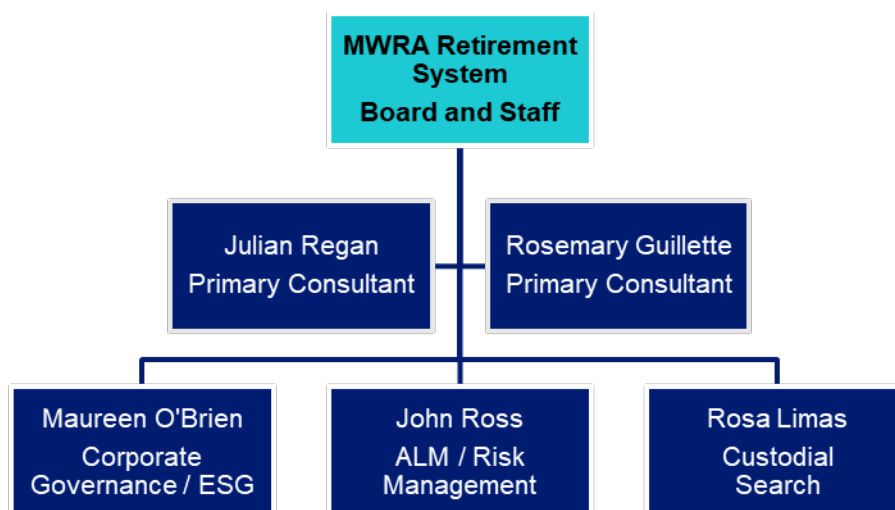 MWRA Retirement
System
Board and Staff
Julian Regan
Primary Consultant
Rosemary Guillette
Primary Consultant
Maureen O'Brien
Corporate
Governance / ESG
John Ross
ALM / Risk
Management
Rosa Limas
Custodial
Search